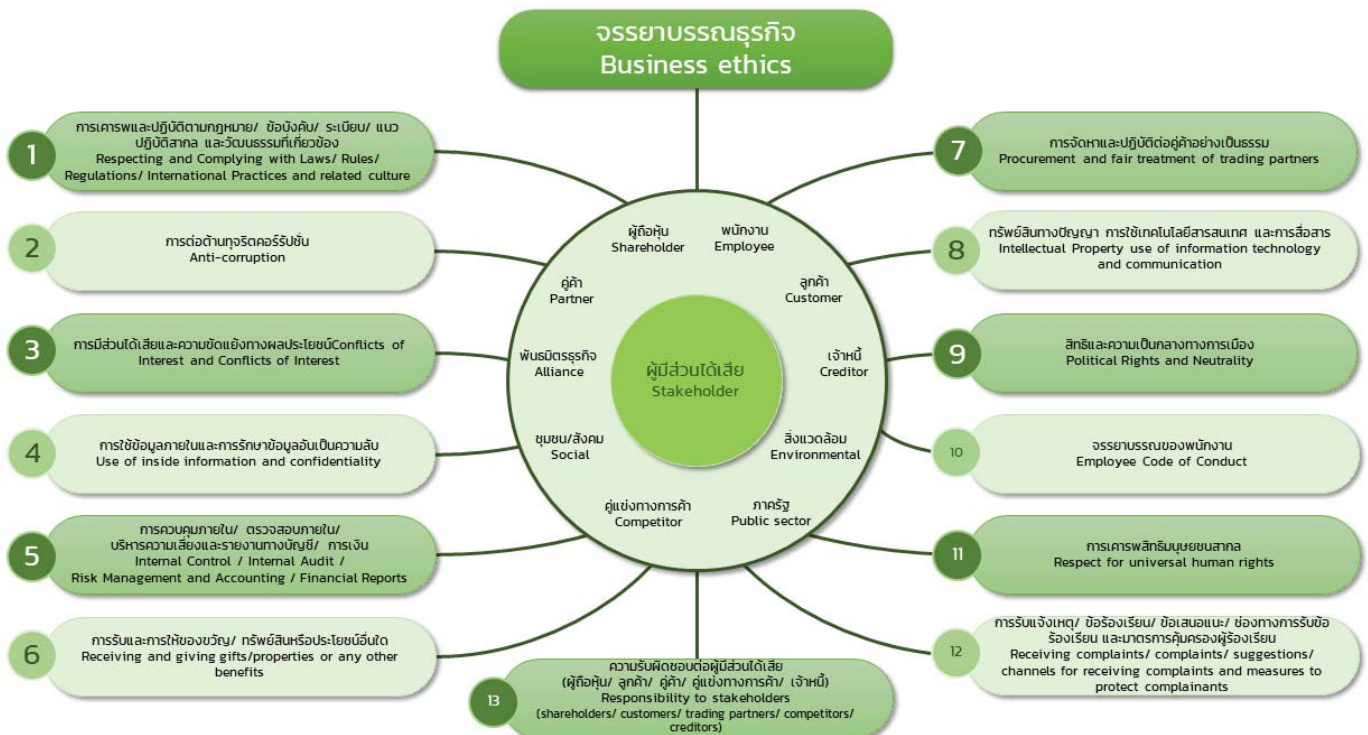 จรรยาบรรณธุรกิจ
Business ethics
1
การเคารพและปฏิบัติตามกฎหมาย/ ข้อบังคับ/ ระเบียบ/ แนว
ปฏิบัติสากล และวัฒนธรรมที่เกี่ยวข้อง
Respecting and Complying with Laws/ Rules/
Regulations/ International Practices and related culture
2
การต่อต้านทุจริตคอร์รัปชั่น
Anti-corruption
3
การมีส่วนได้เสียและความขัดแย้งทางผลประโยชน์Conflicts of
Interest and Conflicts of Interest
4
การใช้ข้อมูลภายในและการรักษาข้อมูลอันเป็นความลับ
Use of inside information and confidentiality
5
การควบคุมภายใน/ ตรวจสอบภายใน/
บริหารความเสี่ยงและรายงานทางบัญชี/ การเงิน
Internal Control / Internal Audit /
Risk Management and Accounting / Financial Reports
6
การรับและการให้ของขวัญ/ ทรัพย์สินหรือประโยชน์อื่นใด
Receiving and giving gifts/properties or any other
benefits
ผู้ถือหุ้น
Shareholder
พนักงาน
Employee
คู่ค้า
Partner
ลูกค้า
Customer
พันธมิตรธุรกิจ
Alliance
ผู้มีส่วนได้เสีย
Stakeholder
เจ้าหนี้
Creditor
ชุมชน/สังคม
Social
สิ่งแวดล้อม
Environmental
คู่แข่งทางการค้า
Competitor
ภาครัฐ
Public sector
7
การจัดหาและปฏิบัติต่อคู่ค้าอย่างเป็นธรรม
Procurement and fair treatment of trading partners
8
ทรัพย์สินทางปัญญา การใช้เทคโนโลยีสารสนเทศ และการสื่อสาร
Intellectual Property use of information technology
and communication
9
สิทธิและความเป็นกลางทางการเมือง
Political Rights and Neutrality
10
จรรยาบรรณของพนักงาน
Employee Code of Conduct
11
การเคารพสิทธิมนุษยชนสากล
Respect for universal human rights
12
การรับแจ้งเหตุ/ ข้อร้องเรียน/ ข้อเสนอแนะ/ ช่องทางการรับข้อ
ร้องเรียน และมาตรการคุ้มครองผู้ร้องเรียน
Receiving complaints/ complaints/ suggestions/
channels for receiving complaints and measures to
protect complainants
13
ความรับผิดชอบต่อผู้มีส่วนได้เสีย
(ผู้ถือหุ้น/ ลูกค้า/ คู่ค้า/ คู่แข่งทางการค้า/ เจ้าหนี้)
Responsibility to stakeholders
(shareholders/ customers/ trading partners/ competitors/
creditors)